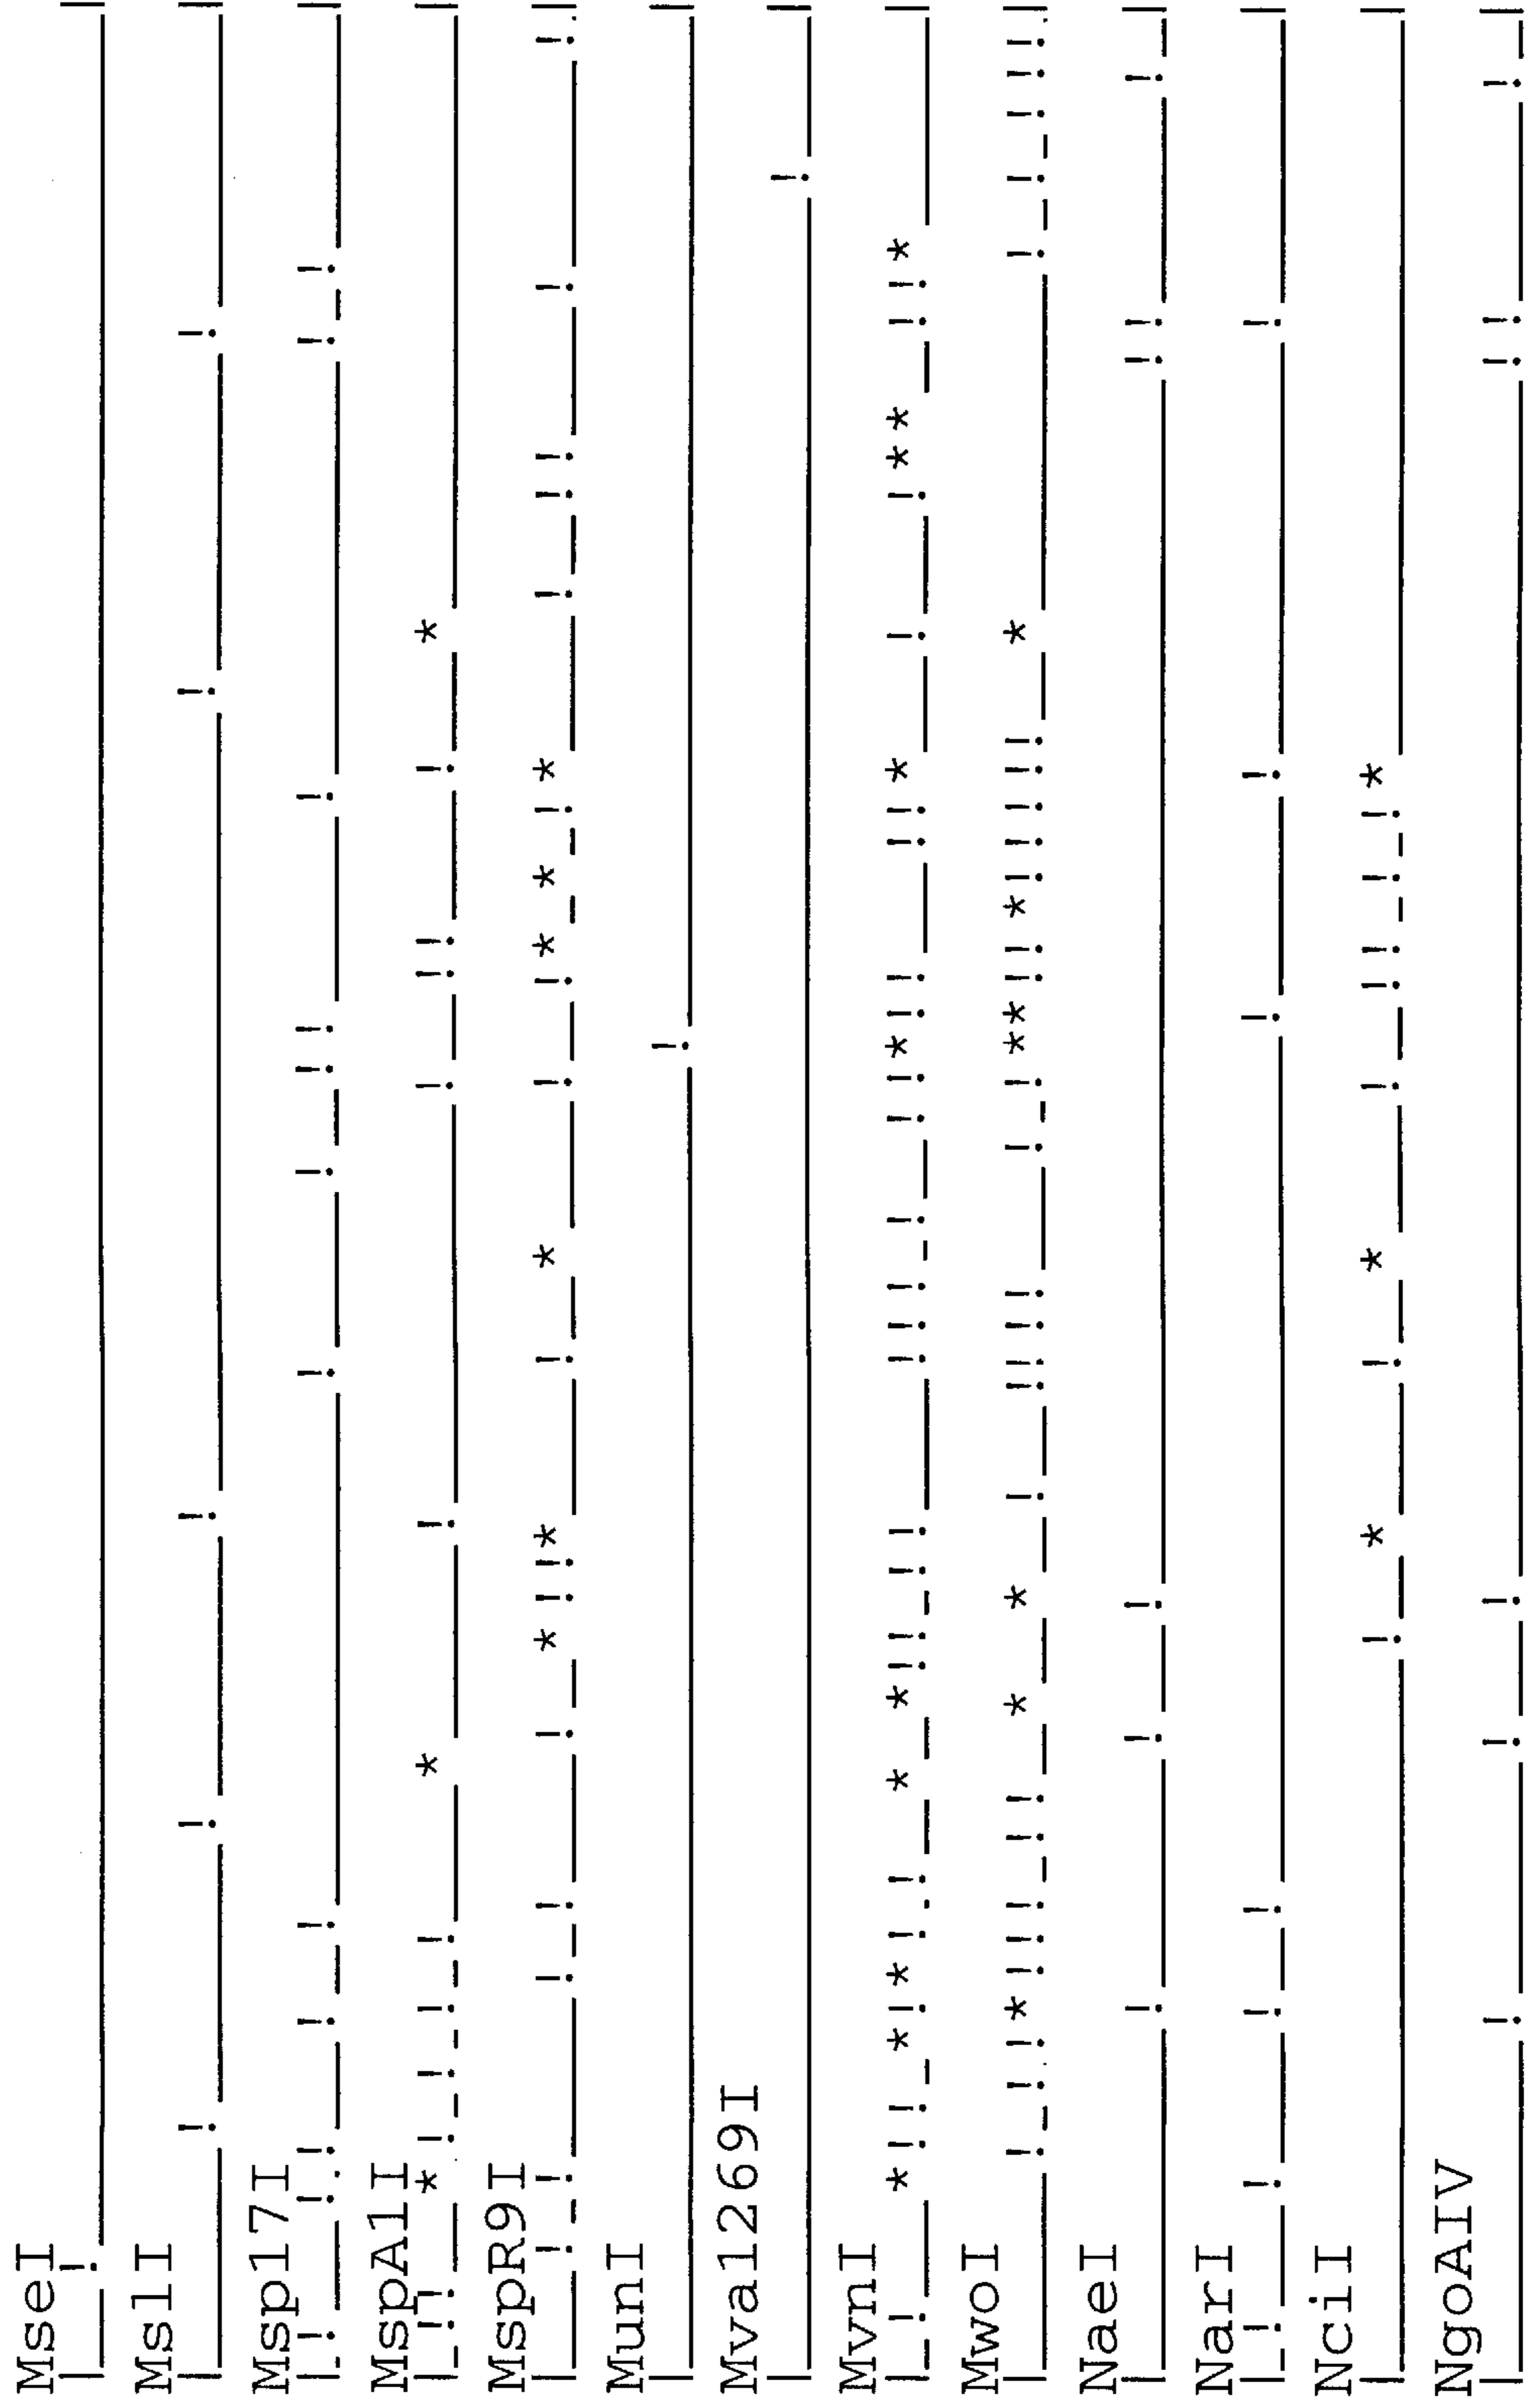 MseI
MslI
Msp17I
MspA1I
MspR9I
MunI
Mva1269I
MvnI
MwoI
NaeI
NarI
NciI
NgoAIV